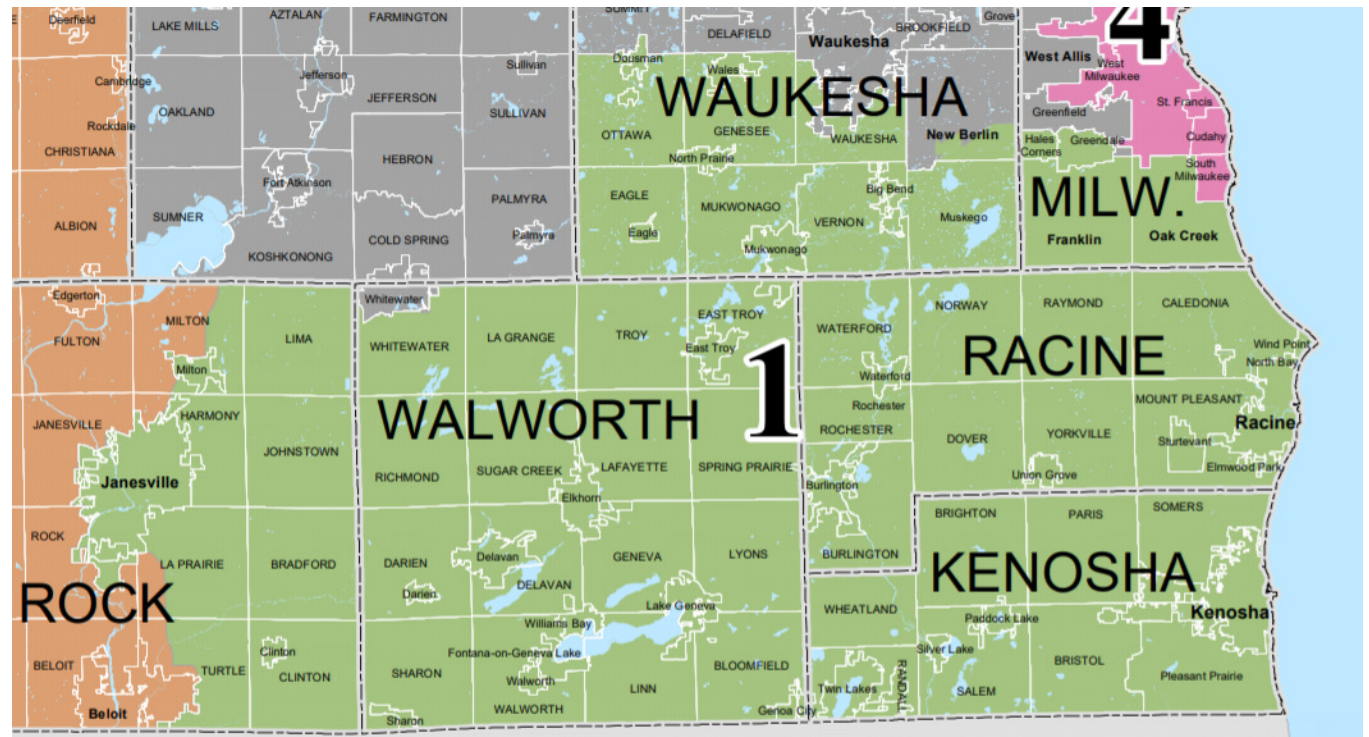 Deerfield
LAKE MILLS
AZTALAN
FARMINGTON
SUMMIT
DELAFIELD
Waukesha
BROOKFIELD
Grove
4
West Allis
West
Milwaukee
Cambridge
Jefferson
Sullivan
Dousman
Wales
WAUKESHA
OAKLAND
JEFFERSON
SULLIVAN
St. Francis
Greenfield
Rockdale
CHRISTIANA
HEBRON
OTTAWA
GENESEE
WAUKESHA
New Berlin
Hales
Corners
Greendale
Cudahy
North Prairie
South
Milwaukee
Fort Atkinson
PALMYRA
EAGLE
MUKWONAGO
Big Bend
VERNON
Muskego
MILW.
ALBION
SUMNER
COLD SPRING
Palmyra
Eagle
Mukwonago
Franklin
Oak Creek
KOSHKONONG
Edgerton
MILTON
FULTON
LIMA
Whitewater
WHITEWATER
LA GRANGE
TROY
EAST TROY
East Troy
WATERFORD
NORWAY
RAYMOND
CALEDONIA
RACINE
Wind Point
North Bay
Milton
Waterford
1
JANESVILLE
HARMONY
WALWORTH
Rochester
ROCHESTER
MOUNT PLEASANT
Racine
JOHNSTOWN
DOVER
YORKVILLE
Sturtevant
Janesville
RICHMOND
SUGAR CREEK
LAFAYETTE
SPRING PRAIRIE
Elmwood Park
Elkhorn
Burlington
Union Grove
ROCK
BRIGHTON
PARIS
SOMERS
LA PRAIRIE
BRADFORD
DARIEN
Delavan
GENEVA
LYONS
BURLINGTON
KENOSHA
ROCK
Darien
DELAVAN
Lake Geneva
WHEATLAND
Kenosha
Williams Bay
Paddock Lake
BELOIT
TURTLE
Clinton
CLINTON
SHARON
Fontana-on-Geneva Lake
Walworth
LINN
BLOOMFIELD
Silver Lake
BRISTOL
Pleasant Prairie
Twin Lakes
RANDALL
SALEM
Beloit
Sharon
WALWORTH
Genoa City